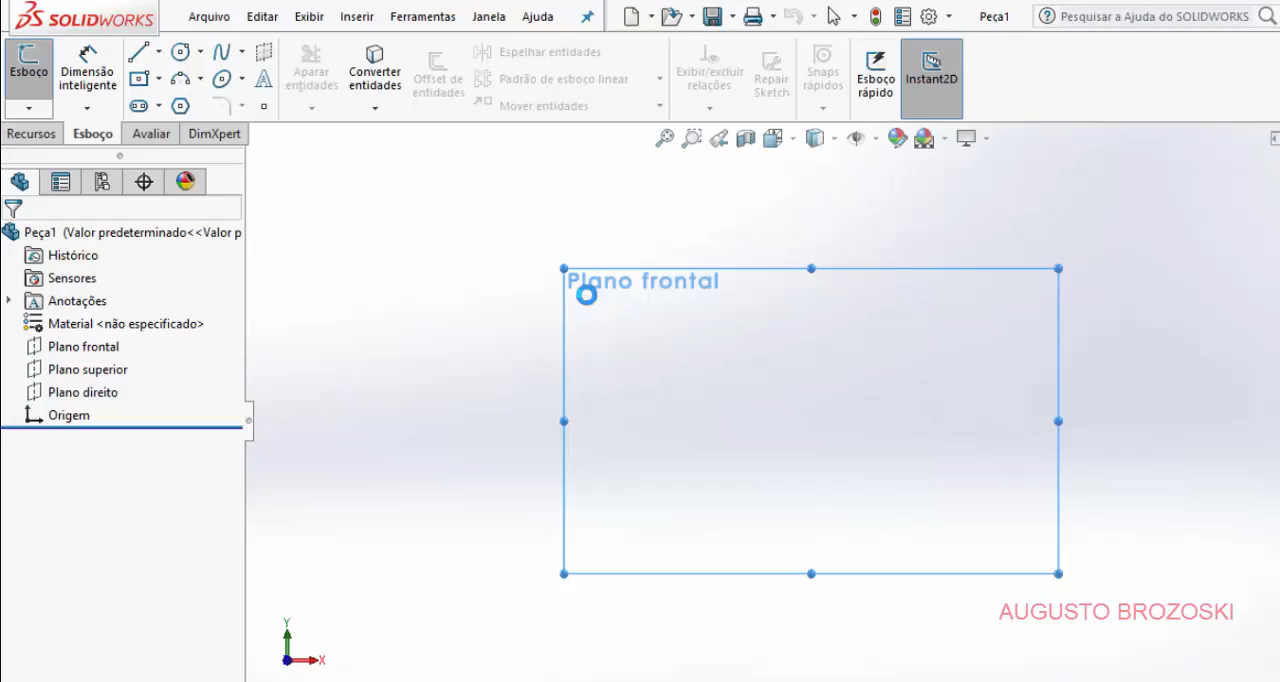 SOLIDWORKS
Arquivo Editar Exibir Inserir Ferramentas Janela Ajuda
Peça1
Pesquisar a Ajuda do SOLIDWORKS
Esboço
Dimensão
inteligente
Aparar
entidades
Converter
entidades
Offset de
entidades
Espelhar entidades
Padrão de esboço linear
Mover entidades
Exibir/excluir
relações
Repair
Sketch
Snaps
rápidos
Esboço
rápido
Instant2D
Recursos Esboço Avaliar DimXpert
Peça1 (Valor predeterminado<<Valor p
Histórico
Sensores
Anotações
Material <não especificado>
Plano frontal
Plano superior
Plano direito
Origem
Plano frontal
AUGUSTO BROZOSKI
Y
X